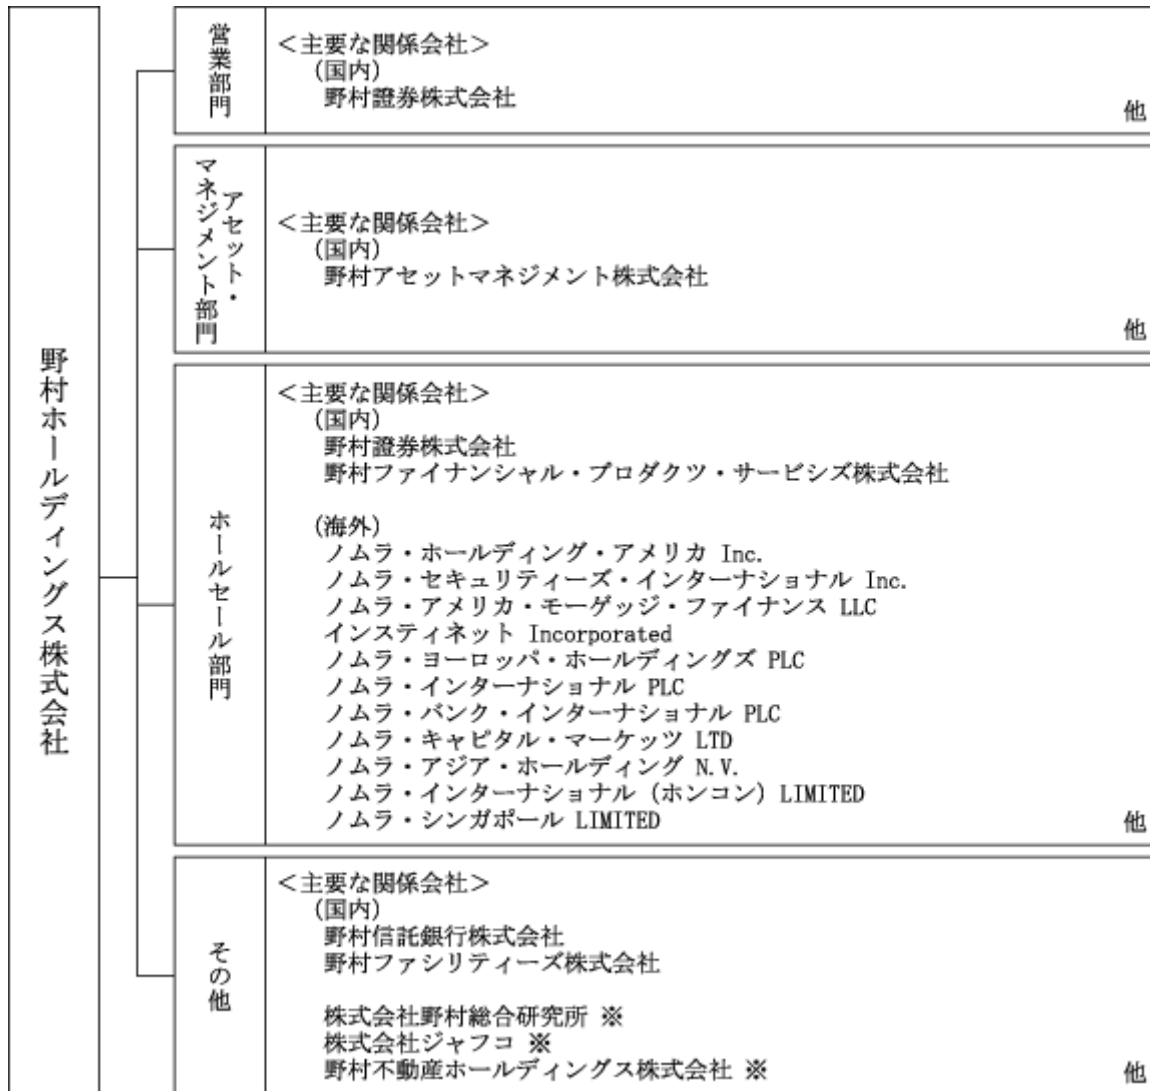 野村ホールディングス株式会社
営業部門
＜主要な関係会社＞
(国内)
野村證券株式会社
他
アセット・
マネジメント部門
＜主要な関係会社＞
(国内)
野村アセットマネジメント株式会社
他
ホールセール部門
＜主要な関係会社＞
(国内)
野村證券株式会社
野村ファイナンシャル・プロダクツ・サービシズ株式会社
(海外)
ノムラ・ホールディング・アメリカ Inc.
ノムラ・セキュリティーズ・インターナショナル Inc.
ノムラ・アメリカ・モーゲッジ・ファイナンス LLC
インスティネット Incorporated
ノムラ・ヨーロッパ・ホールディングズ PLC
ノムラ・インターナショナル PLC
ノムラ・バンク・インターナショナル PLC
ノムラ・キャピタル・マーケッツ LTD
ノムラ・アジア・ホールディング N.V.
ノムラ・インターナショナル (ホンコン) LIMITED
ノムラ・シンガポール LIMITED
他
その他
＜主要な関係会社＞
(国内)
野村信託銀行株式会社
野村ファシリティーズ株式会社
株式会社野村総合研究所 ※
株式会社ジャフコ ※
野村不動産ホールディングス株式会社 ※
他